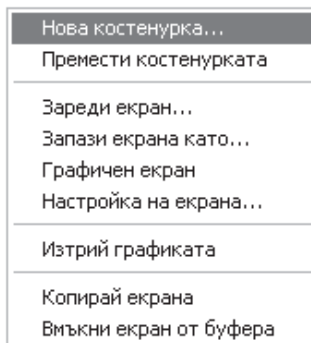 Нова костенурка...
Премести костенурката
Зареди екран...
Запази екрана като...
Графичен екран
Настройка на екрана...
Изтрий графиката
Копирай екрана
Вмъкни екран от буфера